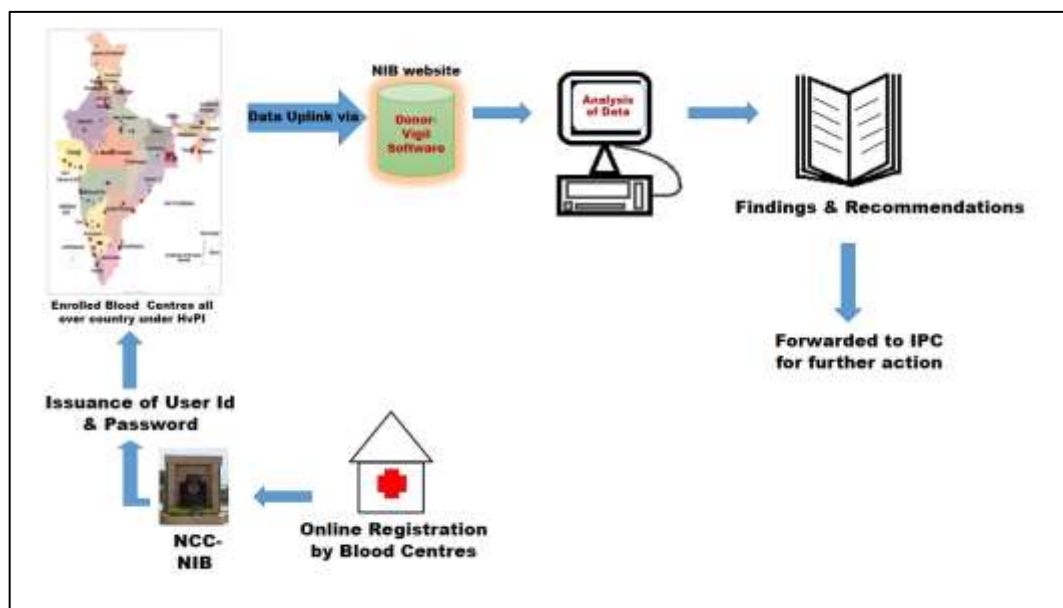 NIB website
Donor-
Vigil
Software
Data Uplink via
Analysis
of Data
Findings & Recommendations
Enrolled Blood Centres all
over country under HvPI
Forwarded to IPC
for further action
Issuance of User Id
& Password
NCC-
NIB
Online Registration
by Blood Centres